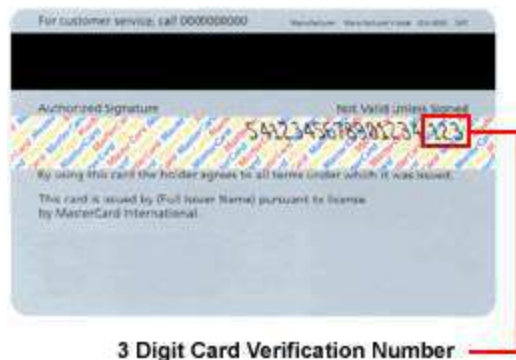 For customer service, call 0000000000
Authorized Signature Not Valid Unless Signed
5412345678901234 123
By using this card the holder agrees to all terms under which it was issued.
This card is issued by (Full Issuer Name) pursuant to license
by MasterCard International.
3 Digit Card Verification Number